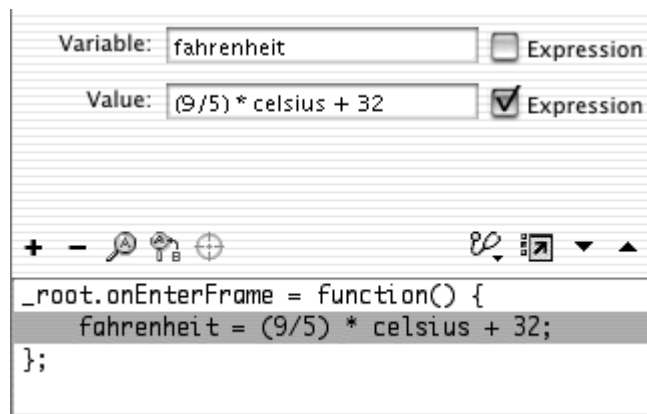 Variable: fahrenheit Expression
Value: (9/5) * celsius + 32 Expression
_root.onEnterFrame = function() {
fahrenheit = (9/5) * celsius + 32;
};